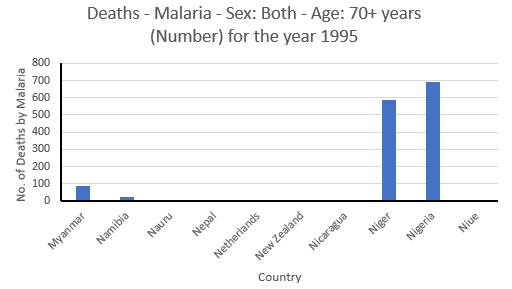 Deaths - Malaria - Sex: Both - Age: 70+ years
(Number) for the year 1995
No. of Deaths by Malaria
800
700
600
500
400
300
200
100
0
Myanmar
Namibia
Nauru
Nepal
Netherlands
New Zealand
Nicaragua
Niger
Nigeria
Niue
Country